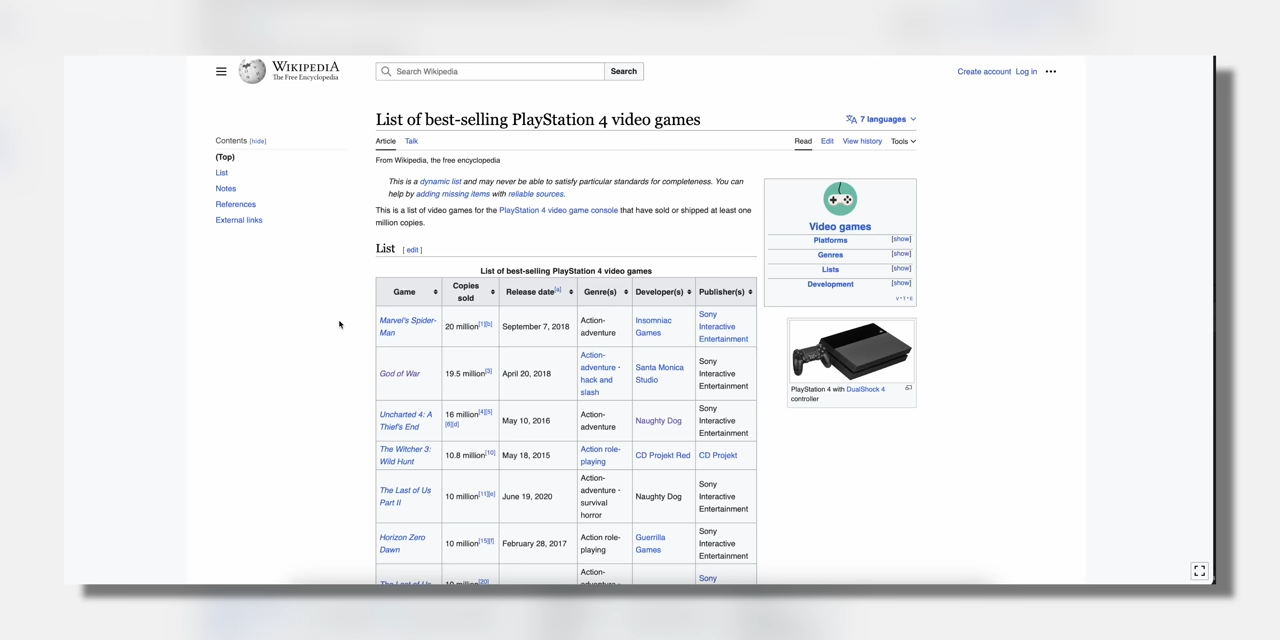 WIKIPEDIA
The Free Encyclopedia
Search Wikipedia
Search
Create account Log in
Contents [hide]
(Top)
List
Notes
References
External links
List of best-selling PlayStation 4 video games
7 languages
Article Talk
Read Edit View history Tools
From Wikipedia, the free encyclopedia
This is a dynamic list and may never be able to satisfy particular standards for completeness. You can
help by adding missing items with reliable sources.
This is a list of video games for the PlayStation 4 video game console that have sold or shipped at least one
million copies.
List [ edit ]
List of best-selling PlayStation 4 video games
Game
Copies
sold
Release date[a]
Genre(s)
Developer(s)
Publisher(s)
Marvel's Spider-
Man
20 million[1][b]
September 7, 2018
Action-
adventure
Insomniac
Games
Sony
Interactive
Entertainment
God of War
19.5 million[3]
April 20, 2018
Action-
adventure ·
hack and
slash
Santa Monica
Studio
Sony
Interactive
Entertainment
Uncharted 4: A
Thief's End
16 million[4][5]
[6][d]
May 10, 2016
Action-
adventure
Naughty Dog
Sony
Interactive
Entertainment
The Witcher 3:
Wild Hunt
10.8 million[10]
May 18, 2015
Action role-
playing
CD Projekt Red
CD Projekt
The Last of Us
Part II
10 million[11][e]
June 19, 2020
Action-
adventure ·
survival
horror
Naughty Dog
Sony
Interactive
Entertainment
Horizon Zero
Dawn
10 million[15][f]
February 28, 2017
Action role-
playing
Guerrilla
Games
Sony
Interactive
Entertainment
The Last of Us
10 million[20]
Action-
adventure ·
Sony
Video games
Platforms [show]
Genres [show]
Lists [show]
Development [show]
V · T · E
PlayStation 4 with DualShock 4
controller